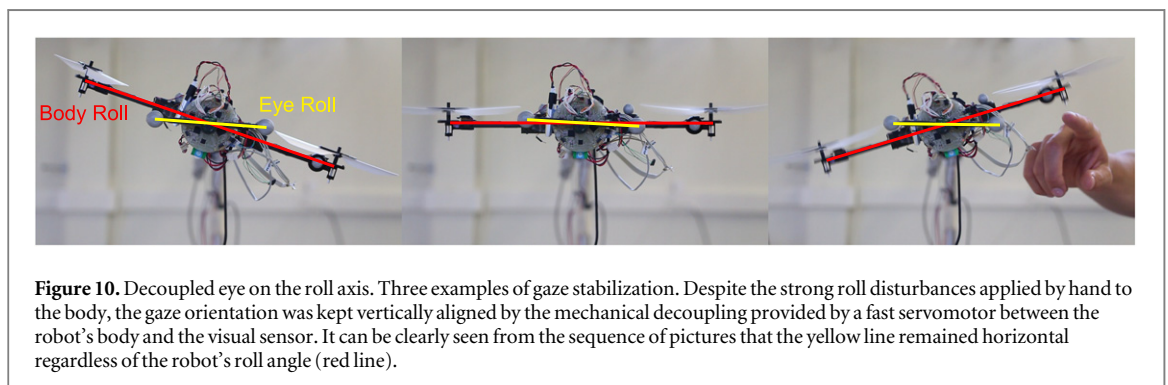 Body Roll
Eye Roll
Figure 10. Decoupled eye on the roll axis. Three examples of gaze stabilization. Despite the strong roll disturbances applied by hand to
the body, the gaze orientation was kept vertically aligned by the mechanical decoupling provided by a fast servomotor between the
robot’s body and the visual sensor. It can be clearly seen from the sequence of pictures that the yellow line remained horizontal
regardless of the robot’s roll angle (red line).